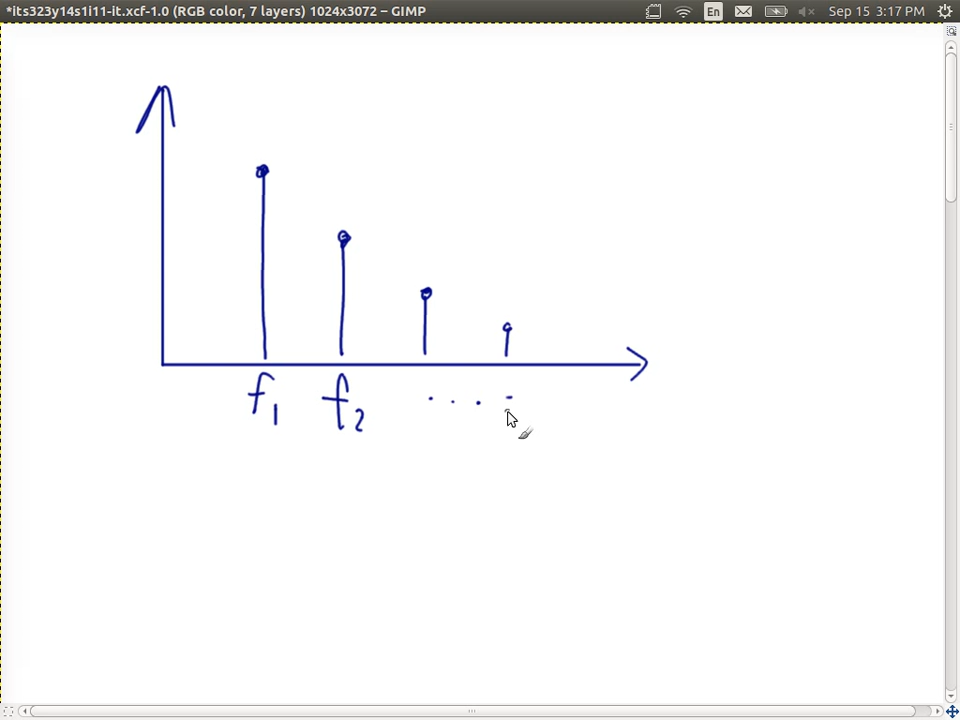 *its323y14s1l11-it.xcf-1.0 (RGB color, 7 layers) 1024x3072 – GIMP
En
Sep 15 3:17 PM
f1 f2 ....